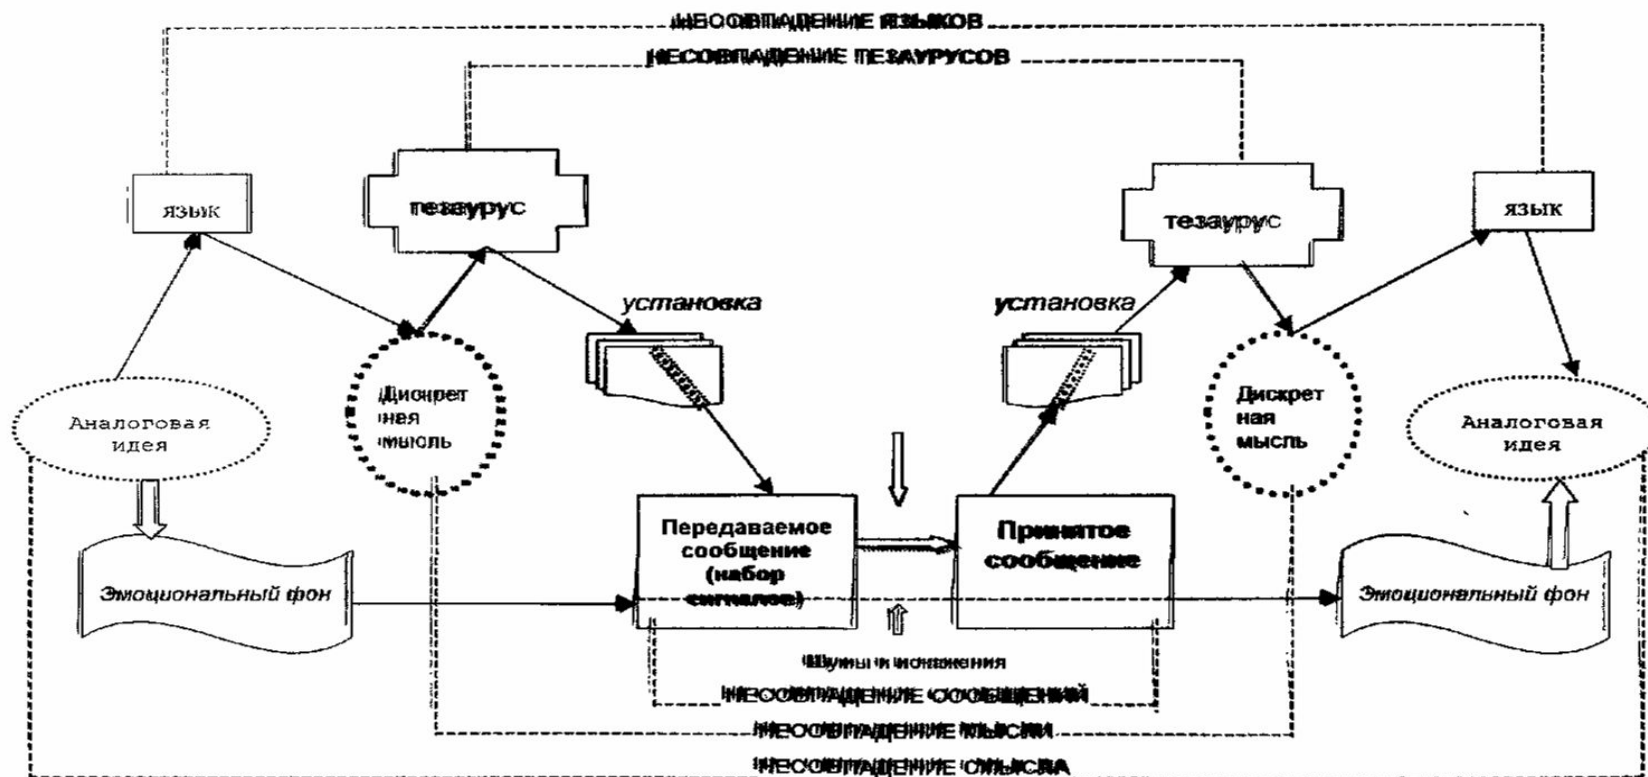 НЕСОВПАДЕНИЕ ЯЗЫКОВ
НЕСОВПАДЕНИЕ ТЕЗАУРУСОВ
язык
тезаурус
тезаурус
язык
установка
установка
Аналоговая
идея
Дискрет
ная
мысль
Дискрет
ная
мысль
Аналоговая
идея
Передаваемое
сообщение
(набор
сигналов)
Принятое
сообщение
Эмоциональный фон
Эмоциональный фон
Шумы и искажения
НЕСОВПАДЕНИЕ СООБЩЕНИЙ
НЕСОВПАДЕНИЕ МЫСЛИ
НЕСОВПАДЕНИЕ СМЫСЛА